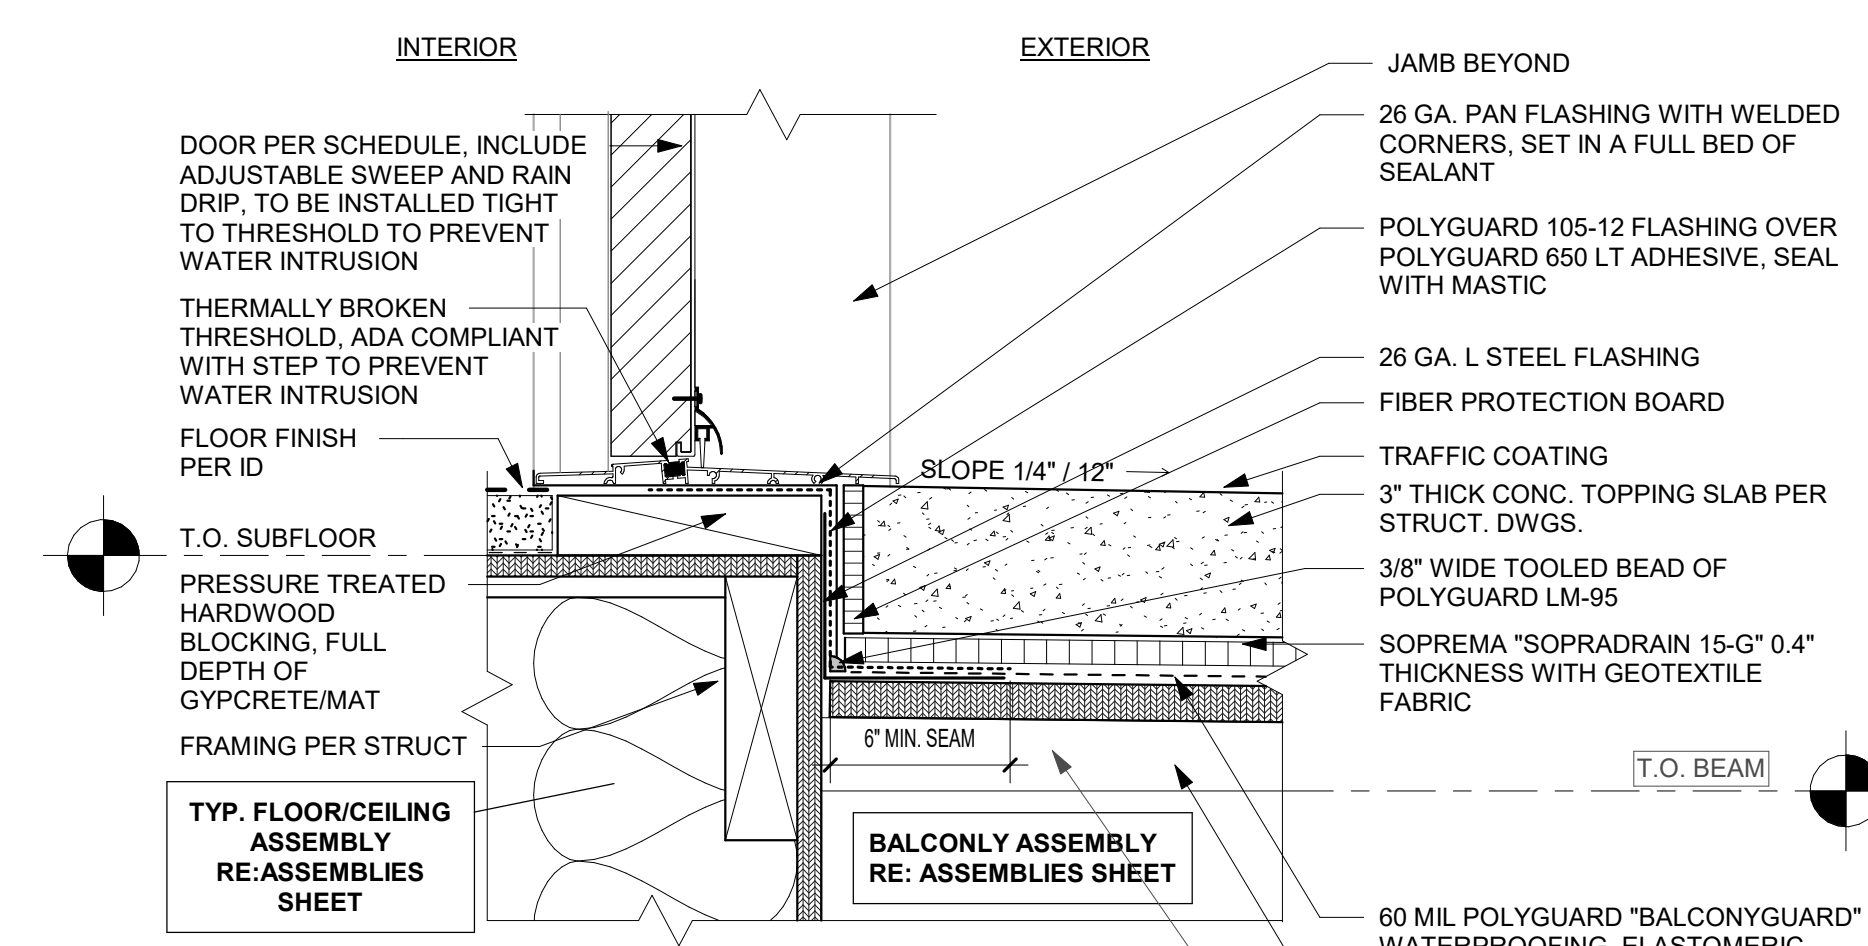 INTERIOR
EXTERIOR
DOOR PER SCHEDULE, INCLUDE
ADJUSTABLE SWEEP AND RAIN
DRIP, TO BE INSTALLED TIGHT
TO THRESHOLD TO PREVENT
WATER INTRUSION
THERMALLY BROKEN
THRESHOLD, ADA COMPLIANT
WITH STEP TO PREVENT
WATER INTRUSION
FLOOR FINISH
PER ID
T.O. SUBFLOOR
PRESSURE TREATED
HARDWOOD
BLOCKING, FULL
DEPTH OF
GYPCRETE/MAT
FRAMING PER STRUCT
TYP. FLOOR/CEILING
ASSEMBLY
RE:ASSEMBLIES
SHEET
SLOPE 1/4" / 12"
6" MIN. SEAM
BALCONLY ASSEMBLY
RE: ASSEMBLIES SHEET
JAMB BEYOND
26 GA. PAN FLASHING WITH WELDED
CORNERS, SET IN A FULL BED OF
SEALANT
POLYGUARD 105-12 FLASHING OVER
POLYGUARD 650 LT ADHESIVE, SEAL
WITH MASTIC
26 GA. L STEEL FLASHING
FIBER PROTECTION BOARD
TRAFFIC COATING
3" THICK CONC. TOPPING SLAB PER
STRUCT. DWGS.
3/8" WIDE TOOLED BEAD OF
POLYGUARD LM-95
SOPREMA "SOPRADRAIN 15-G" 0.4"
THICKNESS WITH GEOTEXTILE
FABRIC
T.O. BEAM
60 MIL POLYGUARD "BALCONYGUARD"
WATERPROOFING, ELASTOMERIC